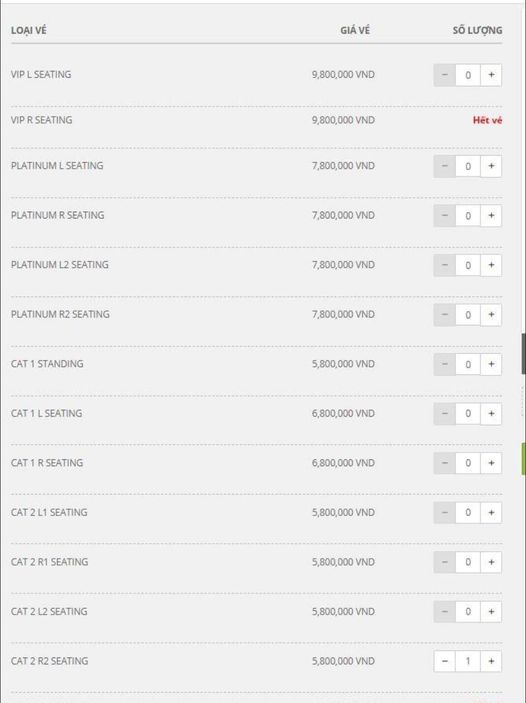 LOẠI VÉ GIÁ VÉ SỐ LƯỢNG
VIP L SEATING 9,800,000 VND − 0 +
VIP R SEATING 9,800,000 VND Hết vé
PLATINUM L SEATING 7,800,000 VND − 0 +
PLATINUM R SEATING 7,800,000 VND − 0 +
PLATINUM L2 SEATING 7,800,000 VND − 0 +
PLATINUM R2 SEATING 7,800,000 VND − 0 +
CAT 1 STANDING 5,800,000 VND − 0 +
CAT 1 L SEATING 6,800,000 VND − 0 +
CAT 1 R SEATING 6,800,000 VND − 0 +
CAT 2 L1 SEATING 5,800,000 VND − 0 +
CAT 2 R1 SEATING 5,800,000 VND − 0 +
CAT 2 L2 SEATING 5,800,000 VND − 0 +
CAT 2 R2 SEATING 5,800,000 VND − 1 +